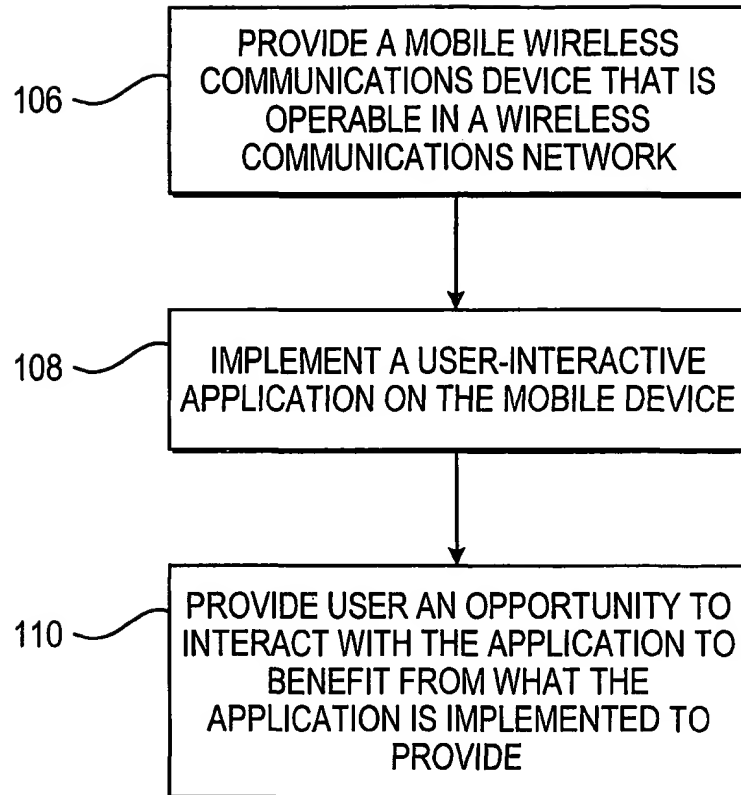 106
PROVIDE A MOBILE WIRELESS
COMMUNICATIONS DEVICE THAT IS
OPERABLE IN A WIRELESS
COMMUNICATIONS NETWORK
108
IMPLEMENT A USER-INTERACTIVE
APPLICATION ON THE MOBILE DEVICE
110
PROVIDE USER AN OPPORTUNITY TO
INTERACT WITH THE APPLICATION TO
BENEFIT FROM WHAT THE
APPLICATION IS IMPLEMENTED TO
PROVIDE